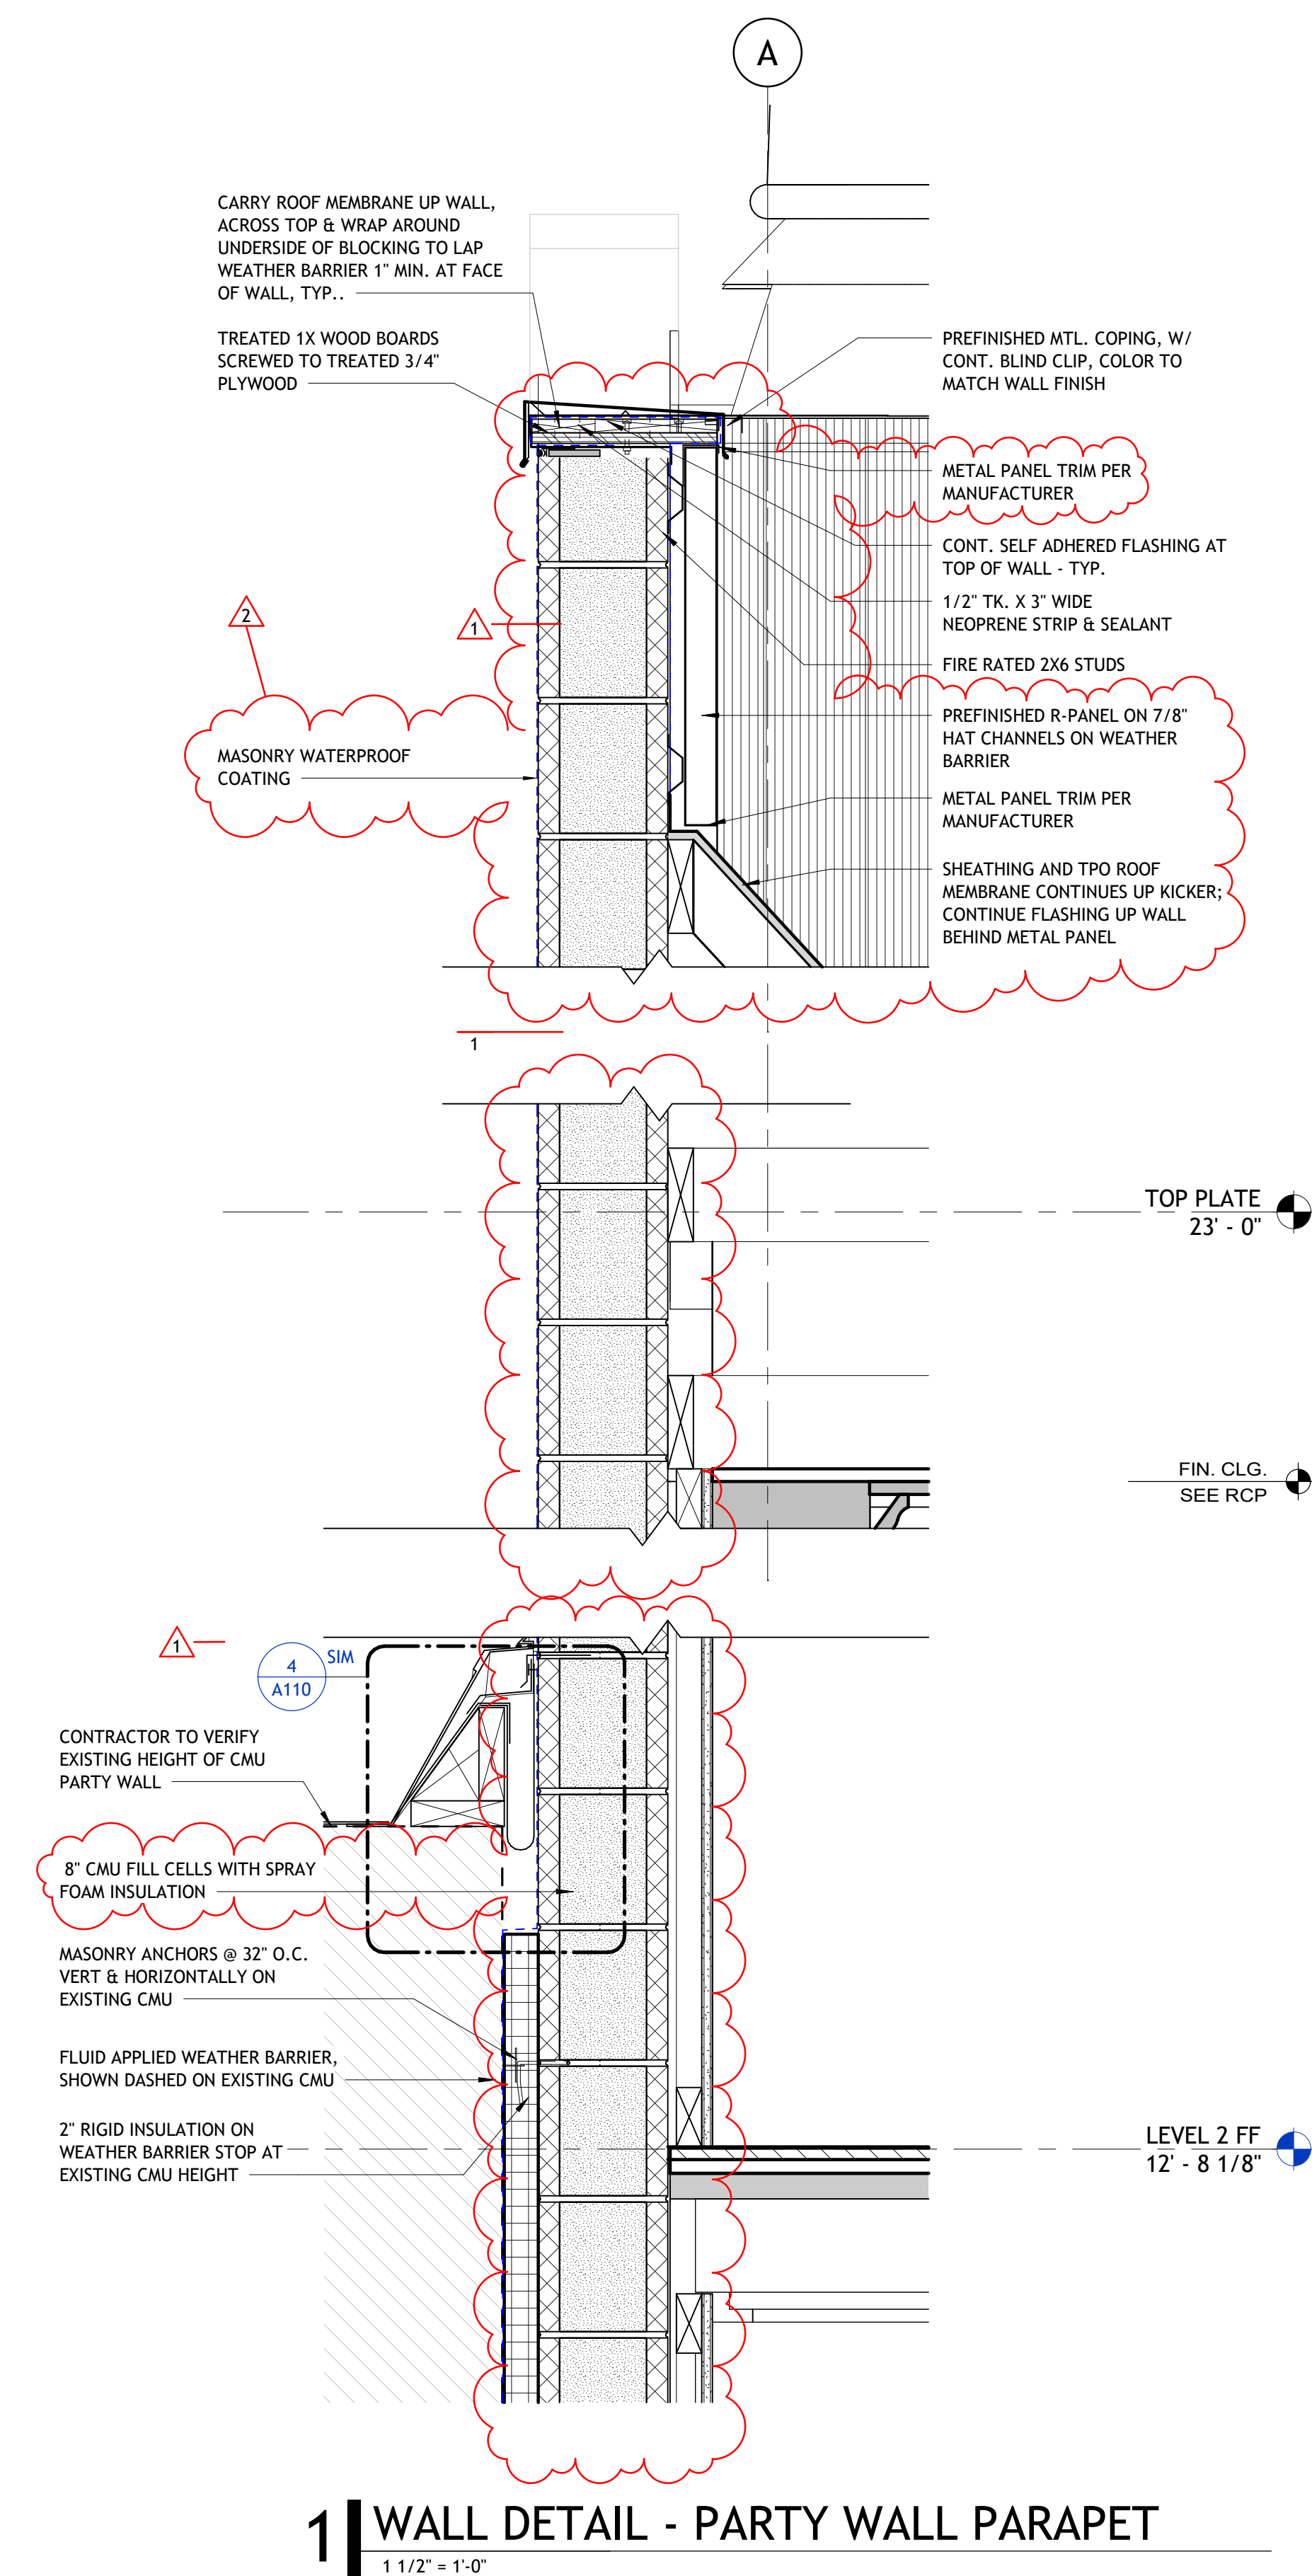 A
CARRY ROOF MEMBRANE UP WALL,
ACROSS TOP & WRAP AROUND
UNDERSIDE OF BLOCKING TO LAP
WEATHER BARRIER 1" MIN. AT FACE
OF WALL, TYP..
TREATED 1X WOOD BOARDS
SCREWED TO TREATED 3/4"
PLYWOOD
PREFINISHED MTL. COPING, W/
CONT. BLIND CLIP, COLOR TO
MATCH WALL FINISH
METAL PANEL TRIM PER
MANUFACTURER
CONT. SELF ADHERED FLASHING AT
TOP OF WALL - TYP.
1/2" TK. X 3" WIDE
NEOPRENE STRIP & SEALANT
FIRE RATED 2X6 STUDS
2
1
MASONRY WATERPROOF
COATING
PREFINISHED R-PANEL ON 7/8"
HAT CHANNELS ON WEATHER
BARRIER
METAL PANEL TRIM PER
MANUFACTURER
SHEATHING AND TPO ROOF
MEMBRANE CONTINUES UP KICKER;
CONTINUE FLASHING UP WALL
BEHIND METAL PANEL
1
TOP PLATE
23' - 0"
FIN. CLG.
SEE RCP
1
4
A110
SIM
CONTRACTOR TO VERIFY
EXISTING HEIGHT OF CMU
PARTY WALL
8" CMU FILL CELLS WITH SPRAY
FOAM INSULATION
MASONRY ANCHORS @ 32" O.C.
VERT & HORIZONTALLY ON
EXISTING CMU
FLUID APPLIED WEATHER BARRIER,
SHOWN DASHED ON EXISTING CMU
2" RIGID INSULATION ON
WEATHER BARRIER STOP AT
EXISTING CMU HEIGHT
LEVEL 2 FF
12' - 8 1/8"
1
WALL DETAIL - PARTY WALL PARAPET
1 1/2" = 1'-0"